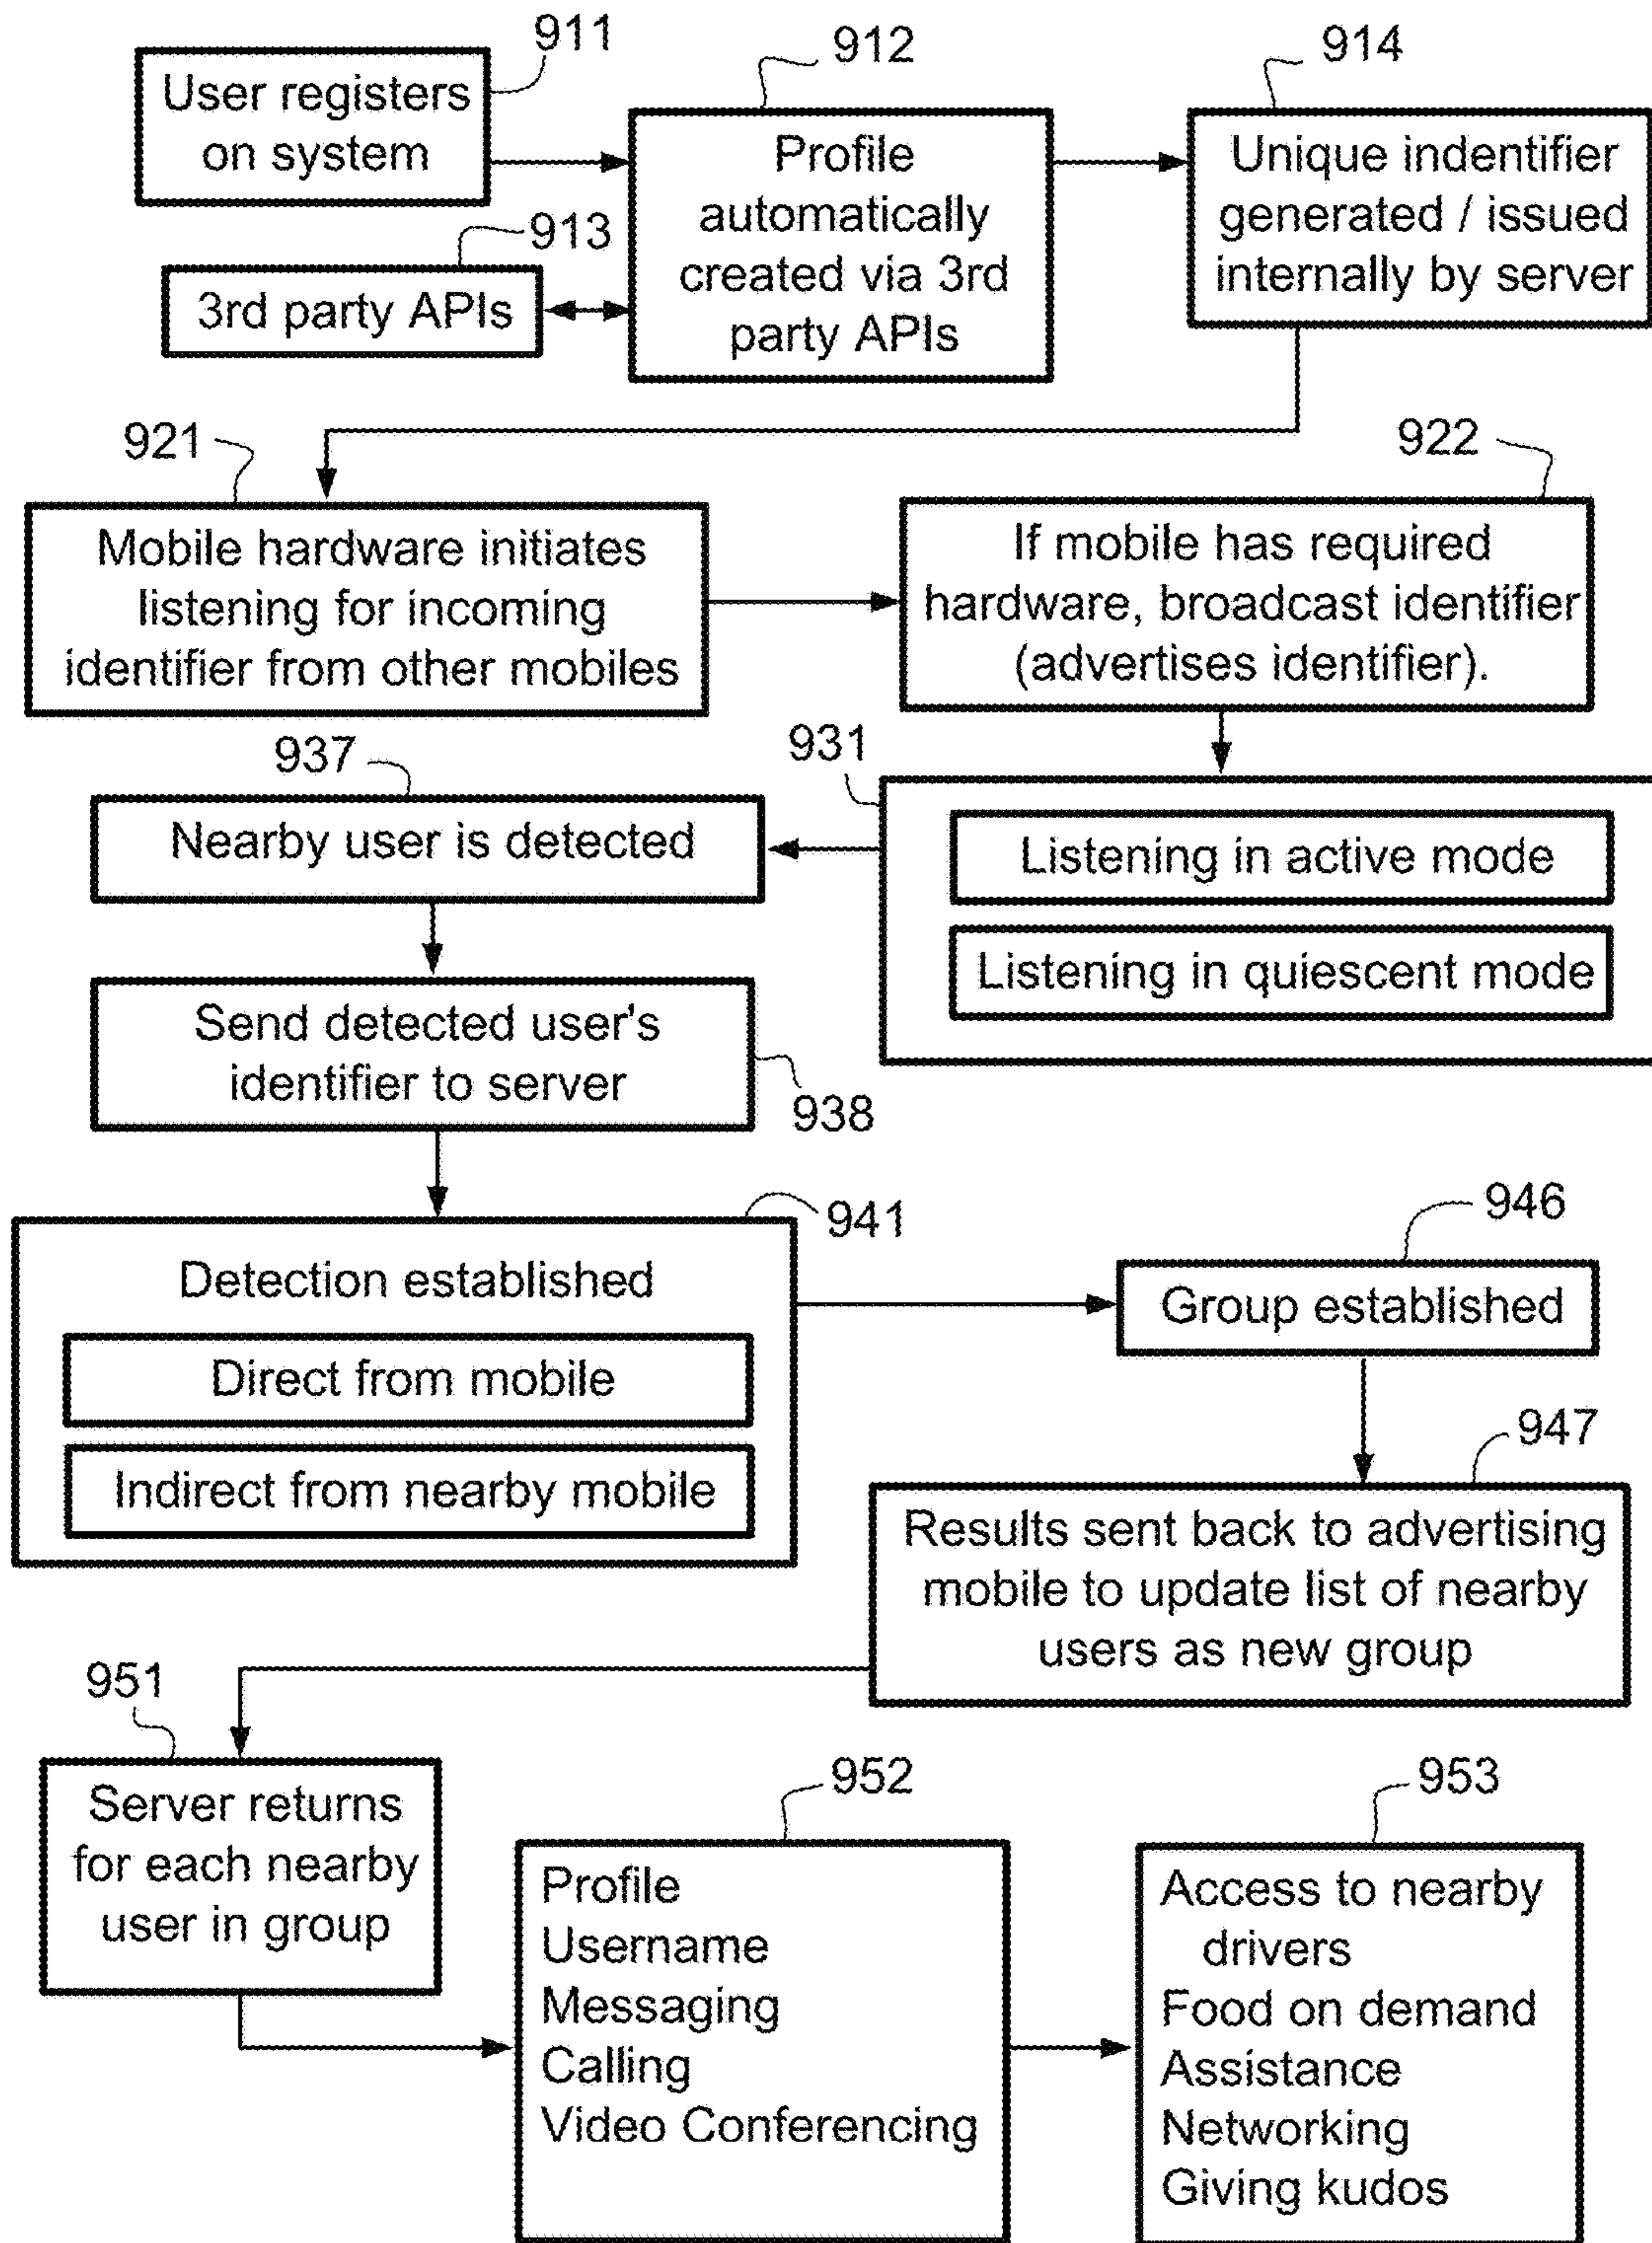 911
User registers
on system
912
Profile
automatically
created via 3rd
party APIs
914
Unique indentifier
generated / issued
internally by server
913
3rd party APIs
921
Mobile hardware initiates
listening for incoming
identifier from other mobiles
922
If mobile has required
hardware, broadcast identifier
(advertises identifier).
937
Nearby user is detected
931
Listening in active mode
Listening in quiescent mode
Send detected user's
identifier to server
938
941
Detection established
Direct from mobile
Indirect from nearby mobile
946
Group established
947
Results sent back to advertising
mobile to update list of nearby
users as new group
951
Server returns
for each nearby
user in group
952
Profile
Username
Messaging
Calling
Video Conferencing
953
Access to nearby
drivers
Food on demand
Assistance
Networking
Giving kudos